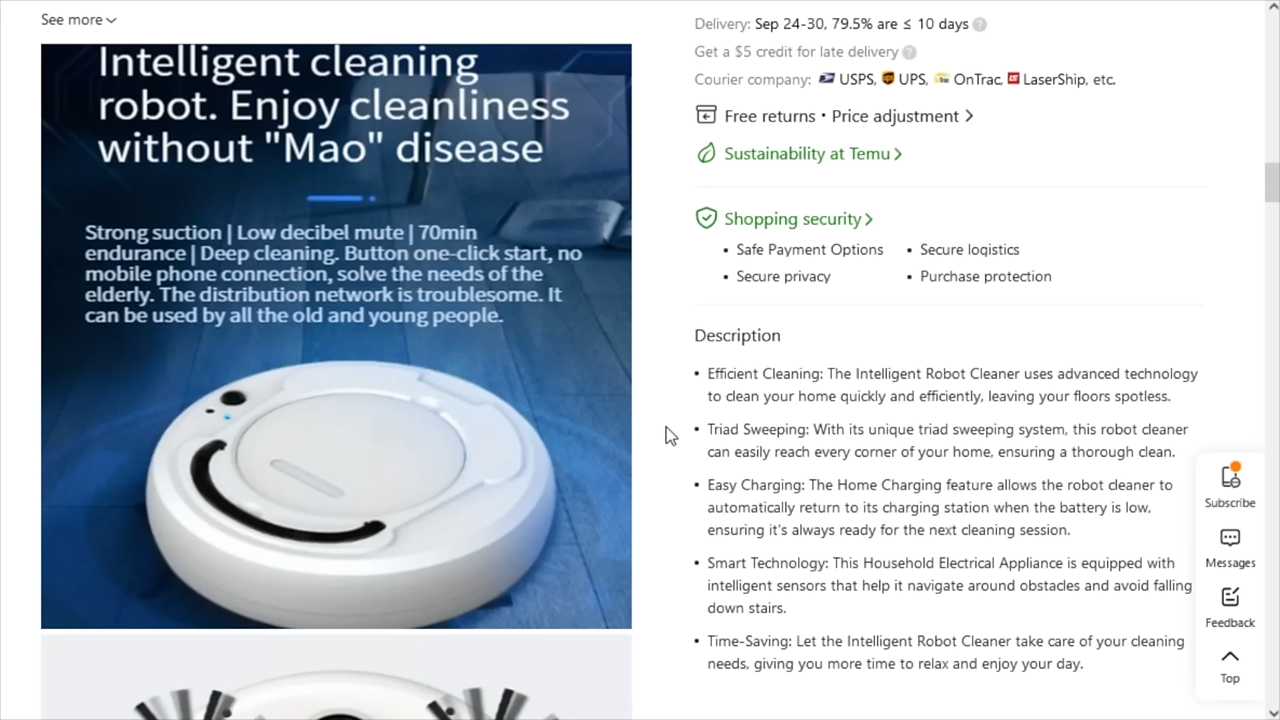 See more
Intelligent cleaning
robot. Enjoy cleanliness
without "Mao" disease
Strong suction | Low decibel mute | 70min
endurance | Deep cleaning. Button one-click start, no
mobile phone connection, solve the needs of the
elderly. The distribution network is troublesome. It
can be used by all the old and young people.
Delivery: Sep 24-30, 79.5% are ≤ 10 days
Get a $5 credit for late delivery
Courier company: USPS, UPS, OnTrac, LaserShip, etc.
Free returns · Price adjustment
Sustainability at Temu
Shopping security
• Safe Payment Options • Secure logistics
• Secure privacy • Purchase protection
Description
• Efficient Cleaning: The Intelligent Robot Cleaner uses advanced technology
to clean your home quickly and efficiently, leaving your floors spotless.
• Triad Sweeping: With its unique triad sweeping system, this robot cleaner
can easily reach every corner of your home, ensuring a thorough clean.
• Easy Charging: The Home Charging feature allows the robot cleaner to
automatically return to its charging station when the battery is low,
ensuring it's always ready for the next cleaning session.
• Smart Technology: This Household Electrical Appliance is equipped with
intelligent sensors that help it navigate around obstacles and avoid falling
down stairs.
• Time-Saving: Let the Intelligent Robot Cleaner take care of your cleaning
needs, giving you more time to relax and enjoy your day.
Subscribe
Messages
Feedback
Top